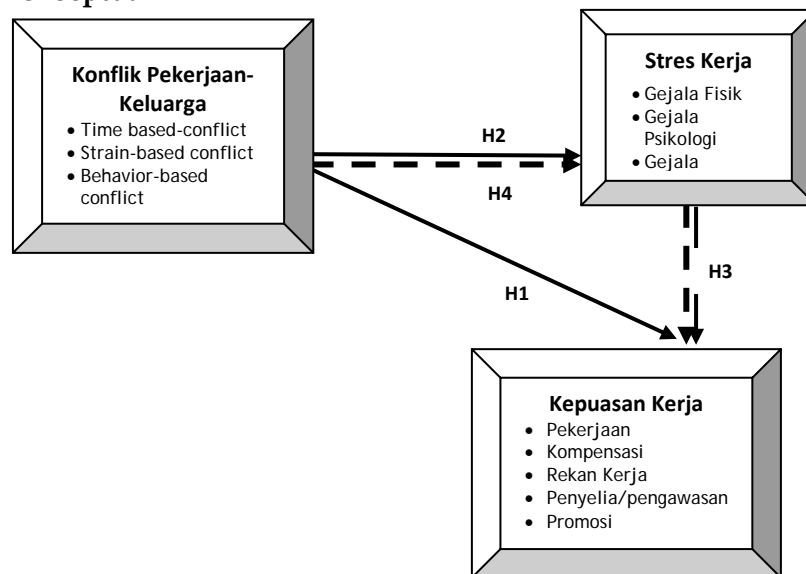 Konflik Pekerjaan-
Keluarga
• Time based-conflict
• Strain-based conflict
• Behavior-based
conflict
Stres Kerja
• Gejala Fisik
• Gejala
Psikologi
• Gejala
H2
H4
H1
H3
Kepuasan Kerja
• Pekerjaan
• Kompensasi
• Rekan Kerja
• Penyelia/pengawasan
• Promosi